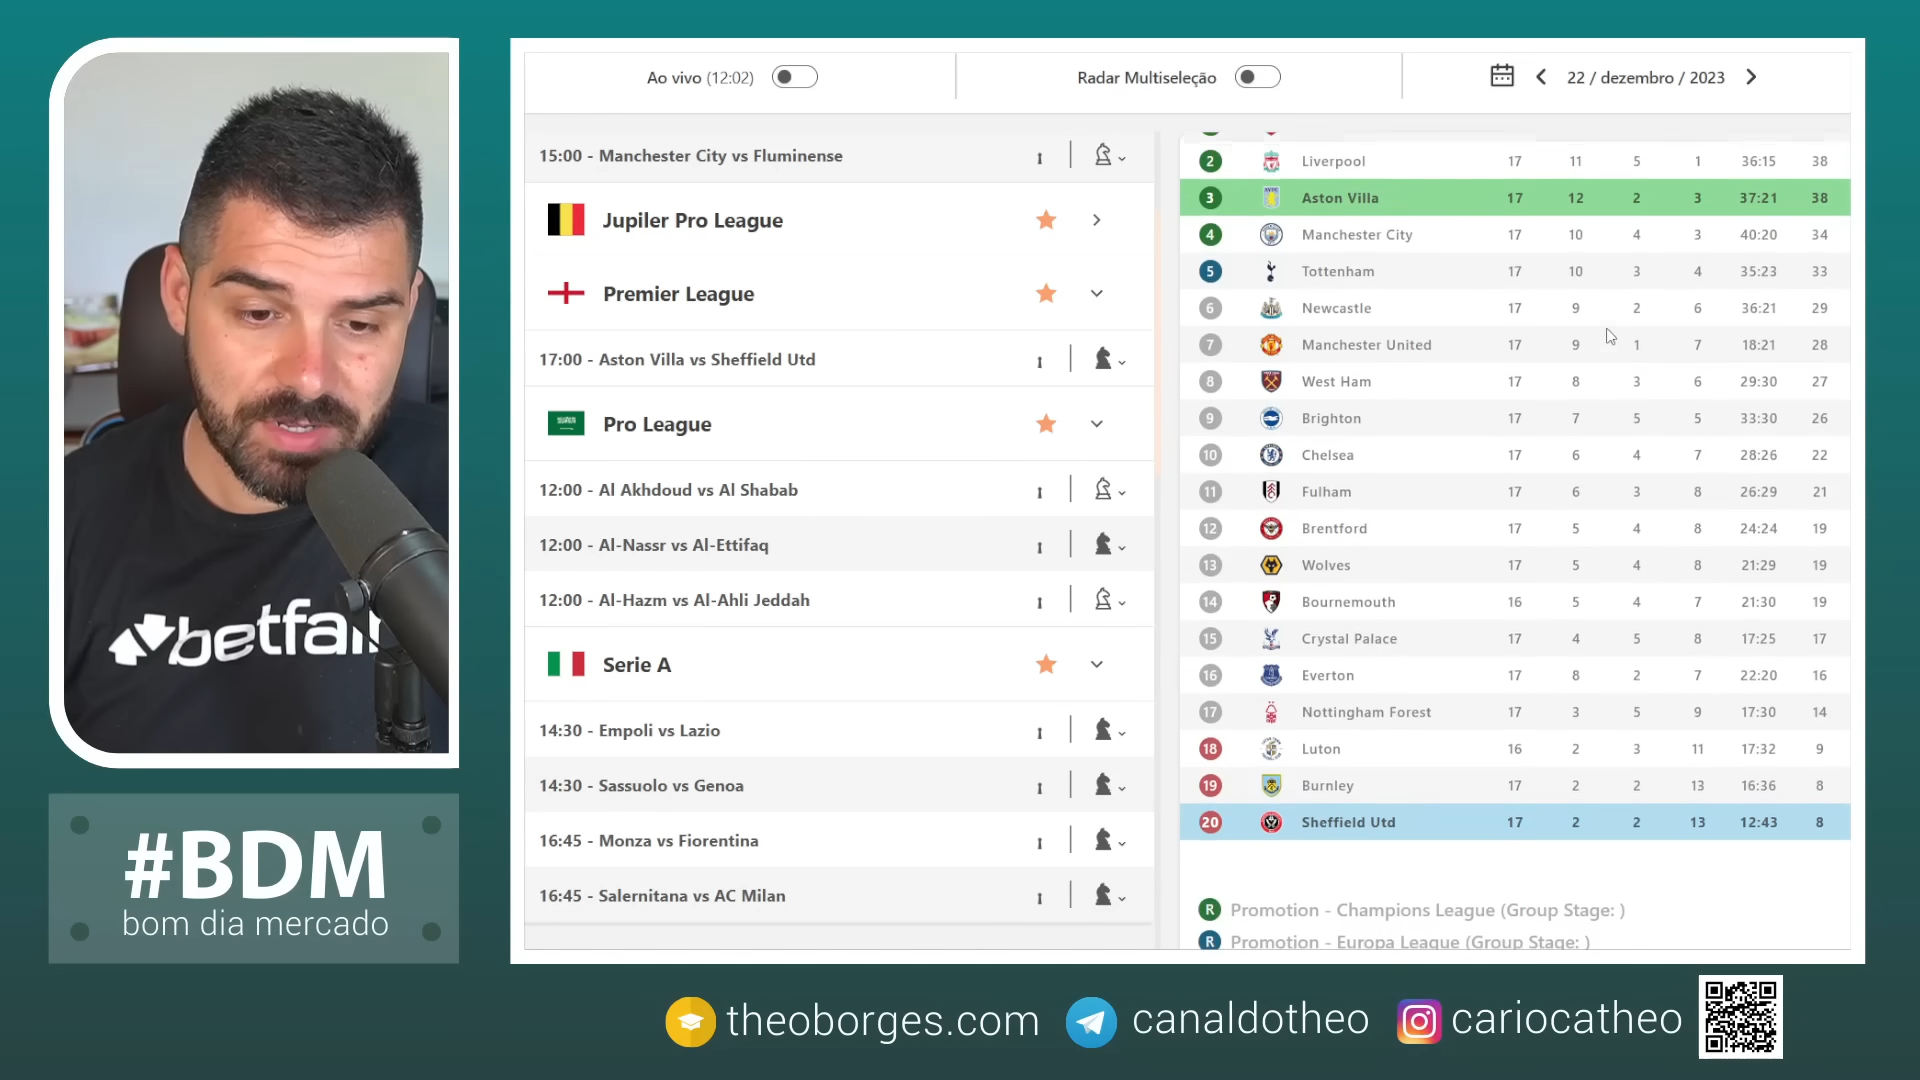 Ao vivo (12:02)
Radar Multiseleção
22 / dezembro / 2023
15:00 - Manchester City vs Fluminense
Jupiler Pro League
Premier League
17:00 - Aston Villa vs Sheffield Utd
Pro League
12:00 - Al Akhdoud vs Al Shabab
12:00 - Al-Nassr vs Al-Ettifaq
12:00 - Al-Hazm vs Al-Ahli Jeddah
Serie A
14:30 - Empoli vs Lazio
14:30 - Sassuolo vs Genoa
16:45 - Monza vs Fiorentina
16:45 - Salernitana vs AC Milan
2 Liverpool 17 11 5 1 36:15 38
3 Aston Villa 17 12 2 3 37:21 38
4 Manchester City 17 10 4 3 40:20 34
5 Tottenham 17 10 3 4 35:23 33
6 Newcastle 17 9 2 6 36:21 29
7 Manchester United 17 9 1 7 18:21 28
8 West Ham 17 8 3 6 29:30 27
9 Brighton 17 7 5 5 33:30 26
10 Chelsea 17 6 4 7 28:26 22
11 Fulham 17 6 3 8 26:29 21
12 Brentford 17 5 4 8 24:24 19
13 Wolves 17 5 4 8 21:29 19
14 Bournemouth 16 5 4 7 21:30 19
15 Crystal Palace 17 4 5 8 17:25 17
16 Everton 17 8 2 7 22:20 16
17 Nottingham Forest 17 3 5 9 17:30 14
18 Luton 16 2 3 11 17:32 9
19 Burnley 17 2 2 13 16:36 8
20 Sheffield Utd 17 2 2 13 12:43 8
R Promotion - Champions League (Group Stage: )
R Promotion - Europa League (Group Stage: )
betfair
#BDM
bom dia mercado
theoborges.com
canaldotheo
cariocatheo